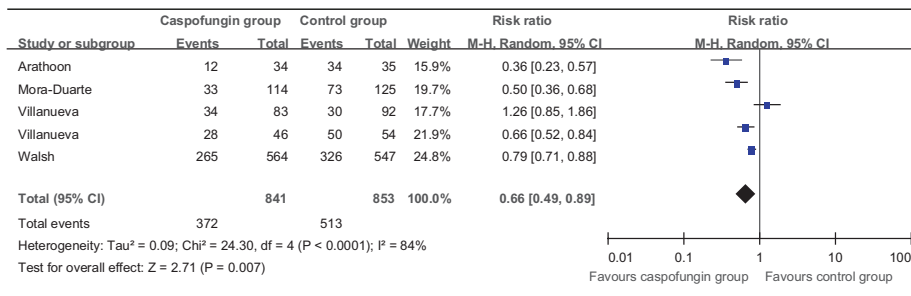 Caspofungin group Control group Risk ratio Risk ratio
Study or subgroup Events Total Events Total Weight M-H, Random, 95% CI M-H, Random, 95% CI
Arathoon 12 34 34 35 15.9% 0.36 [0.23, 0.57]
Mora-Duarte 33 114 73 125 19.7% 0.50 [0.36, 0.68]
Villanueva 34 83 30 92 17.7% 1.26 [0.85, 1.86]
Villanueva 28 46 50 54 21.9% 0.66 [0.52, 0.84]
Walsh 265 564 326 547 24.8% 0.79 [0.71, 0.88]
Total (95% CI) 841 853 100.0% 0.66 [0.49, 0.89]
Total events 372 513
Heterogeneity: Tau² = 0.09; Chi² = 24.30, df = 4 (P < 0.0001); I² = 84%
Test for overall effect: Z = 2.71 (P = 0.007)
0.01 0.1 1 10 100
Favours caspofungin group Favours control group